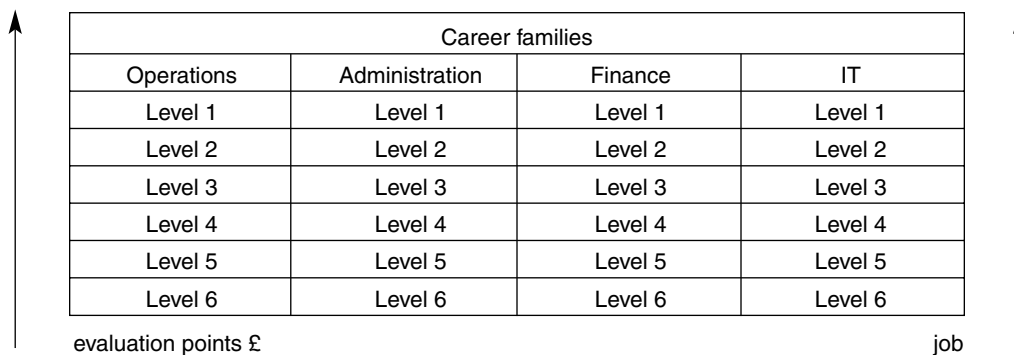 Career families
Operations Administration Finance IT
Level 1 Level 1 Level 1 Level 1
Level 2 Level 2 Level 2 Level 2
Level 3 Level 3 Level 3 Level 3
Level 4 Level 4 Level 4 Level 4
Level 5 Level 5 Level 5 Level 5
Level 6 Level 6 Level 6 Level 6
evaluation points £ job